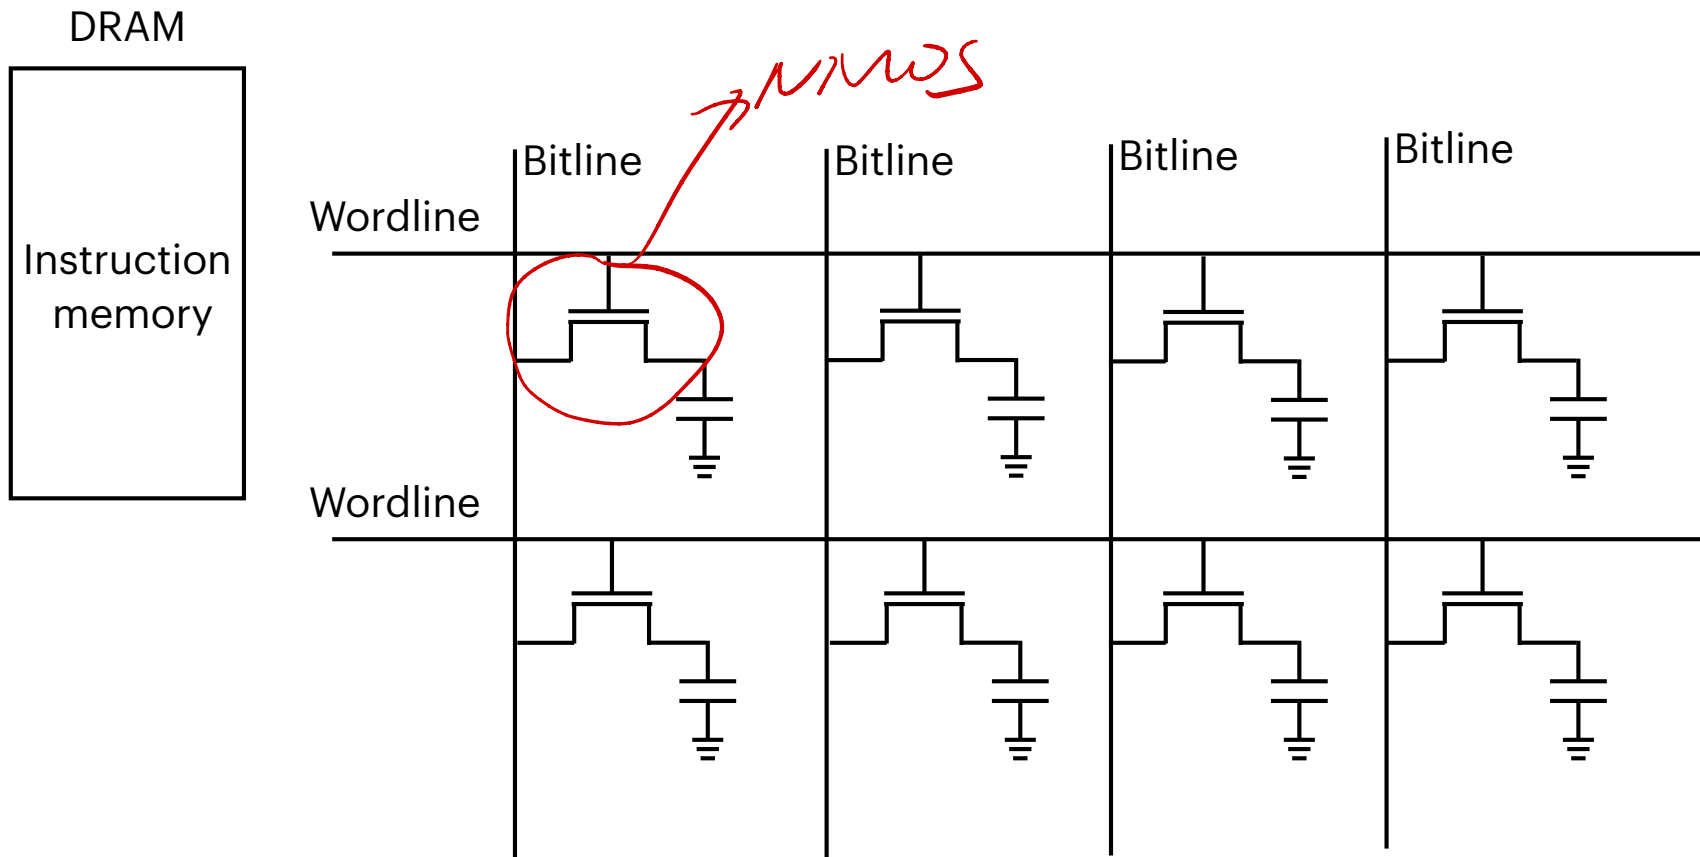 DRAM
NMOS
Bitline
Bitline
Bitline
Bitline
Wordline
Instruction
memory
Wordline